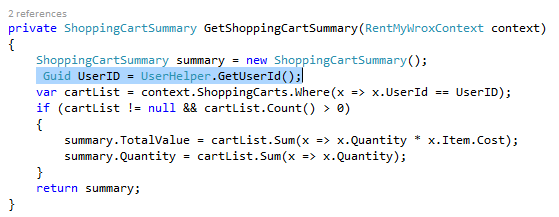 2 references
private ShoppingCartSummary GetShoppingCartSummary(RentMyWroxContext context)
{
    ShoppingCartSummary summary = new ShoppingCartSummary();
     Guid UserID = UserHelper.GetUserId();
    var cartList = context.ShoppingCarts.Where(x => x.UserId == UserID);
    if (cartList != null && cartList.Count() > 0)
    {
        summary.TotalValue = cartList.Sum(x => x.Quantity * x.Item.Cost);
        summary.Quantity = cartList.Sum(x => x.Quantity);
    }
    return summary;
}